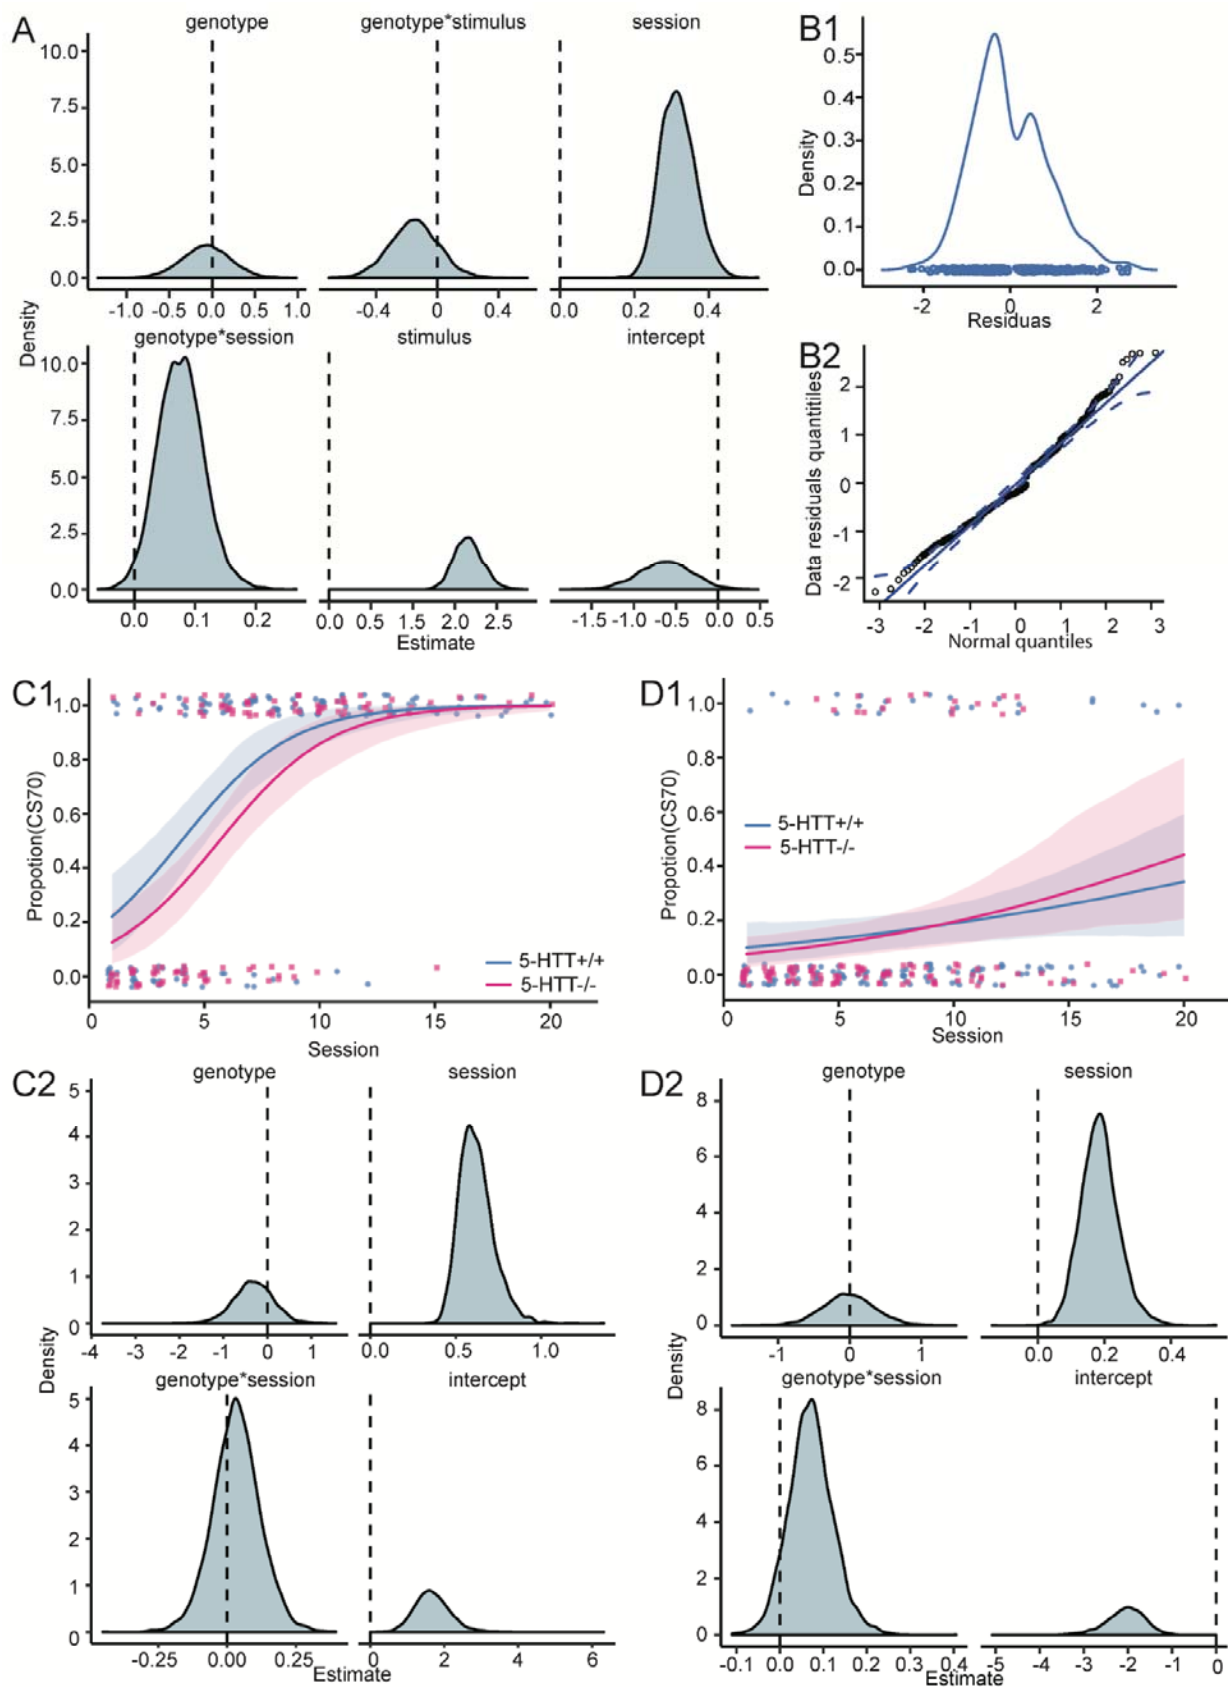 A
genotype
genotype*stimulus
session
10.0
7.5
5.0
2.5
0.0
-1.0 -0.5 0.0 0.5 1.0
-0.4 0 0.4
0.0 0.2 0.4
Density
genotype*session
stimulus
intercept
10.0
7.5
5.0
2.5
0.0
0.0 0.1 0.2
0.0 0.5 1.5 2.0 2.5
-1.5 -1.0 -0.5 0.0 0.5
Estimate
B1
0.5
0.4
0.3
0.2
0.1
0.0
Density
-2 0 2
Residuas
B2
2
1
0
-1
-2
Data residuals quantitiles
-3 -2 -1 0 1 2 3
Normal quantiles
C1
1.0
0.8
0.6
0.4
0.2
0.0
Propotion(CS70)
5-HTT+/+
5-HTT-/-
0 5 10 15 20
Session
D1
1.0
0.8
0.6
0.4
0.2
0.0
Propotion(CS70)
5-HTT+/+
5-HTT-/-
0 5 10 15 20
Session
C2
genotype
session
5
4
3
2
1
0
-4 -3 -2 -1 0 1
0.0 0.5 1.0
Density
genotype*session
intercept
5
4
3
2
1
0
-0.25 0.00 0.25
0 2 4 6
Estimate
D2
genotype
session
8
6
4
2
0
-1 0 1
0.0 0.2 0.4
Density
genotype*session
intercept
8
6
4
2
0
-0.1 0.0 0.1 0.2 0.3 0.4
-5 -4 -3 -2 -1 0
Estimate